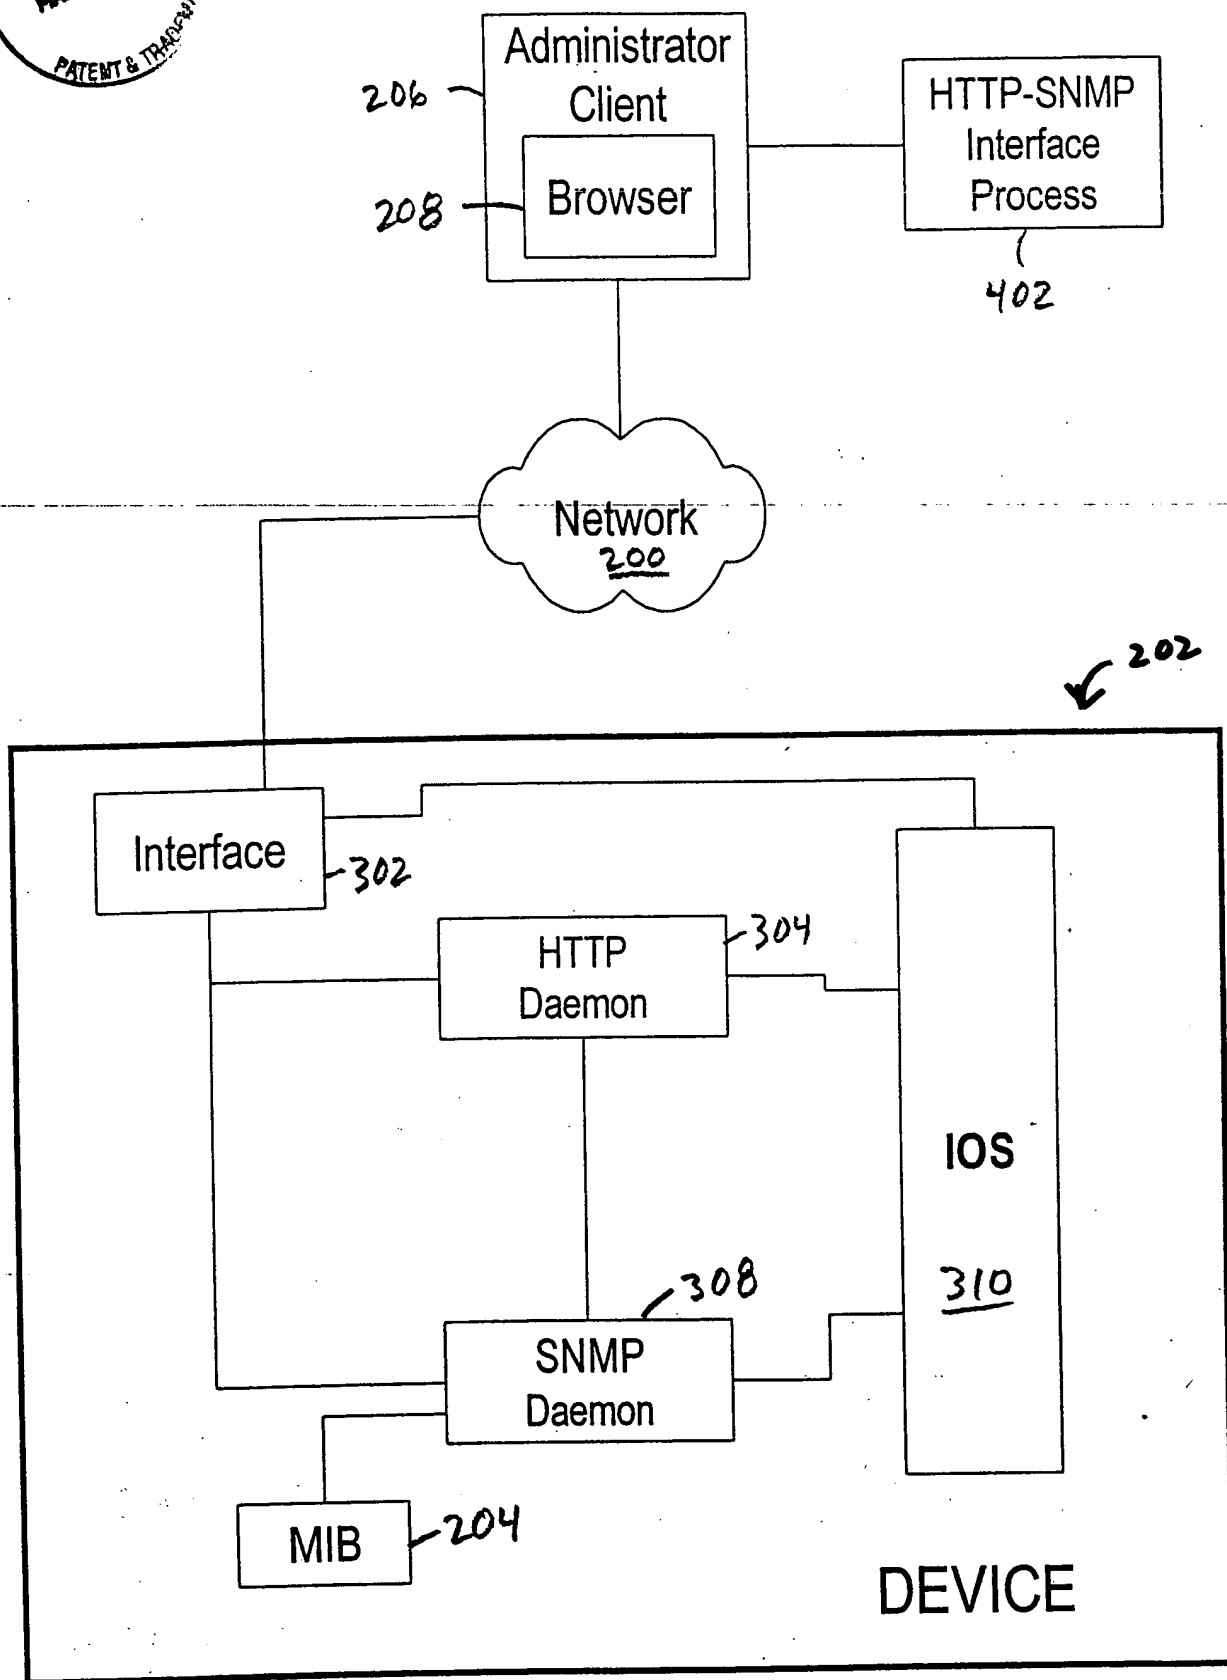 PATENT &
Administrator
Client
206
Browser
208
HTTP-SNMP
Interface
Process
402
Network
200
202
Interface
302
HTTP
Daemon
304
IOS
310
SNMP
Daemon
308
MIB
204
DEVICE